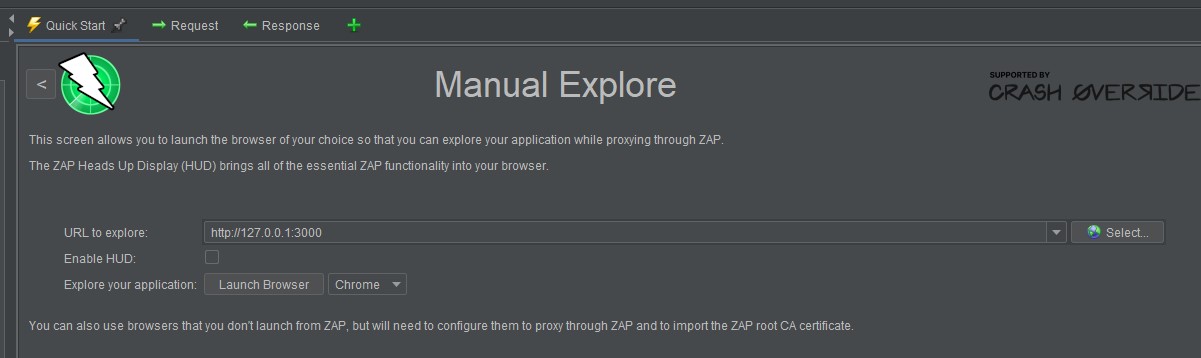 Quick Start Request Response
< Manual Explore
SUPPORTED BY
CRASH ØVERRIDE
This screen allows you to launch the browser of your choice so that you can explore your application while proxying through ZAP.
The ZAP Heads Up Display (HUD) brings all of the essential ZAP functionality into your browser.
URL to explore: http://127.0.0.1:3000 Select...
Enable HUD:
Explore your application: Launch Browser Chrome
You can also use browsers that you don't launch from ZAP, but will need to configure them to proxy through ZAP and to import the ZAP root CA certificate.